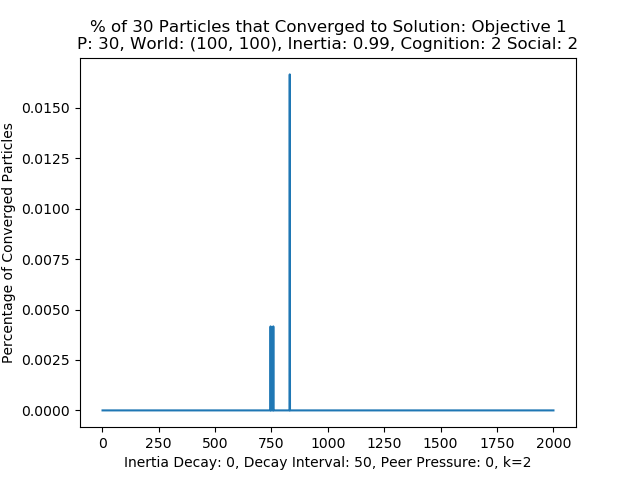 % of 30 Particles that Converged to Solution: Objective 1
P: 30, World: (100, 100), Inertia: 0.99, Cognition: 2 Social: 2
Percentage of Converged Particles
0.0150
0.0125
0.0100
0.0075
0.0050
0.0025
0.0000
0 250 500 750 1000 1250 1500 1750 2000
Inertia Decay: 0, Decay Interval: 50, Peer Pressure: 0, k=2